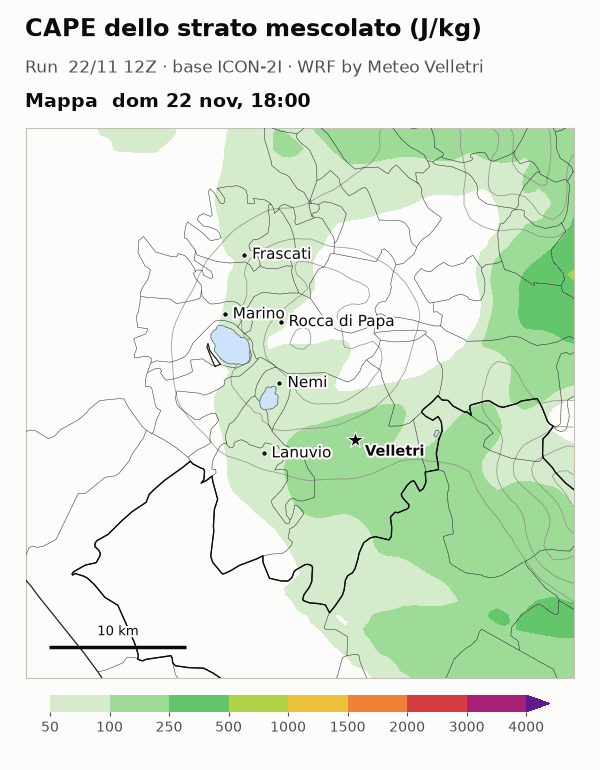 CAPE dello strato mescolato (J/kg)
Run  22/11 12Z · base ICON-2I · WRF by Meteo Velletri
Mappa  dom 22 nov, 18:00
Frascati
Marino
Rocca di Papa
Nemi
Velletri
Lanuvio
10 km
50 100 250 500 1000 1500 2000 3000 4000